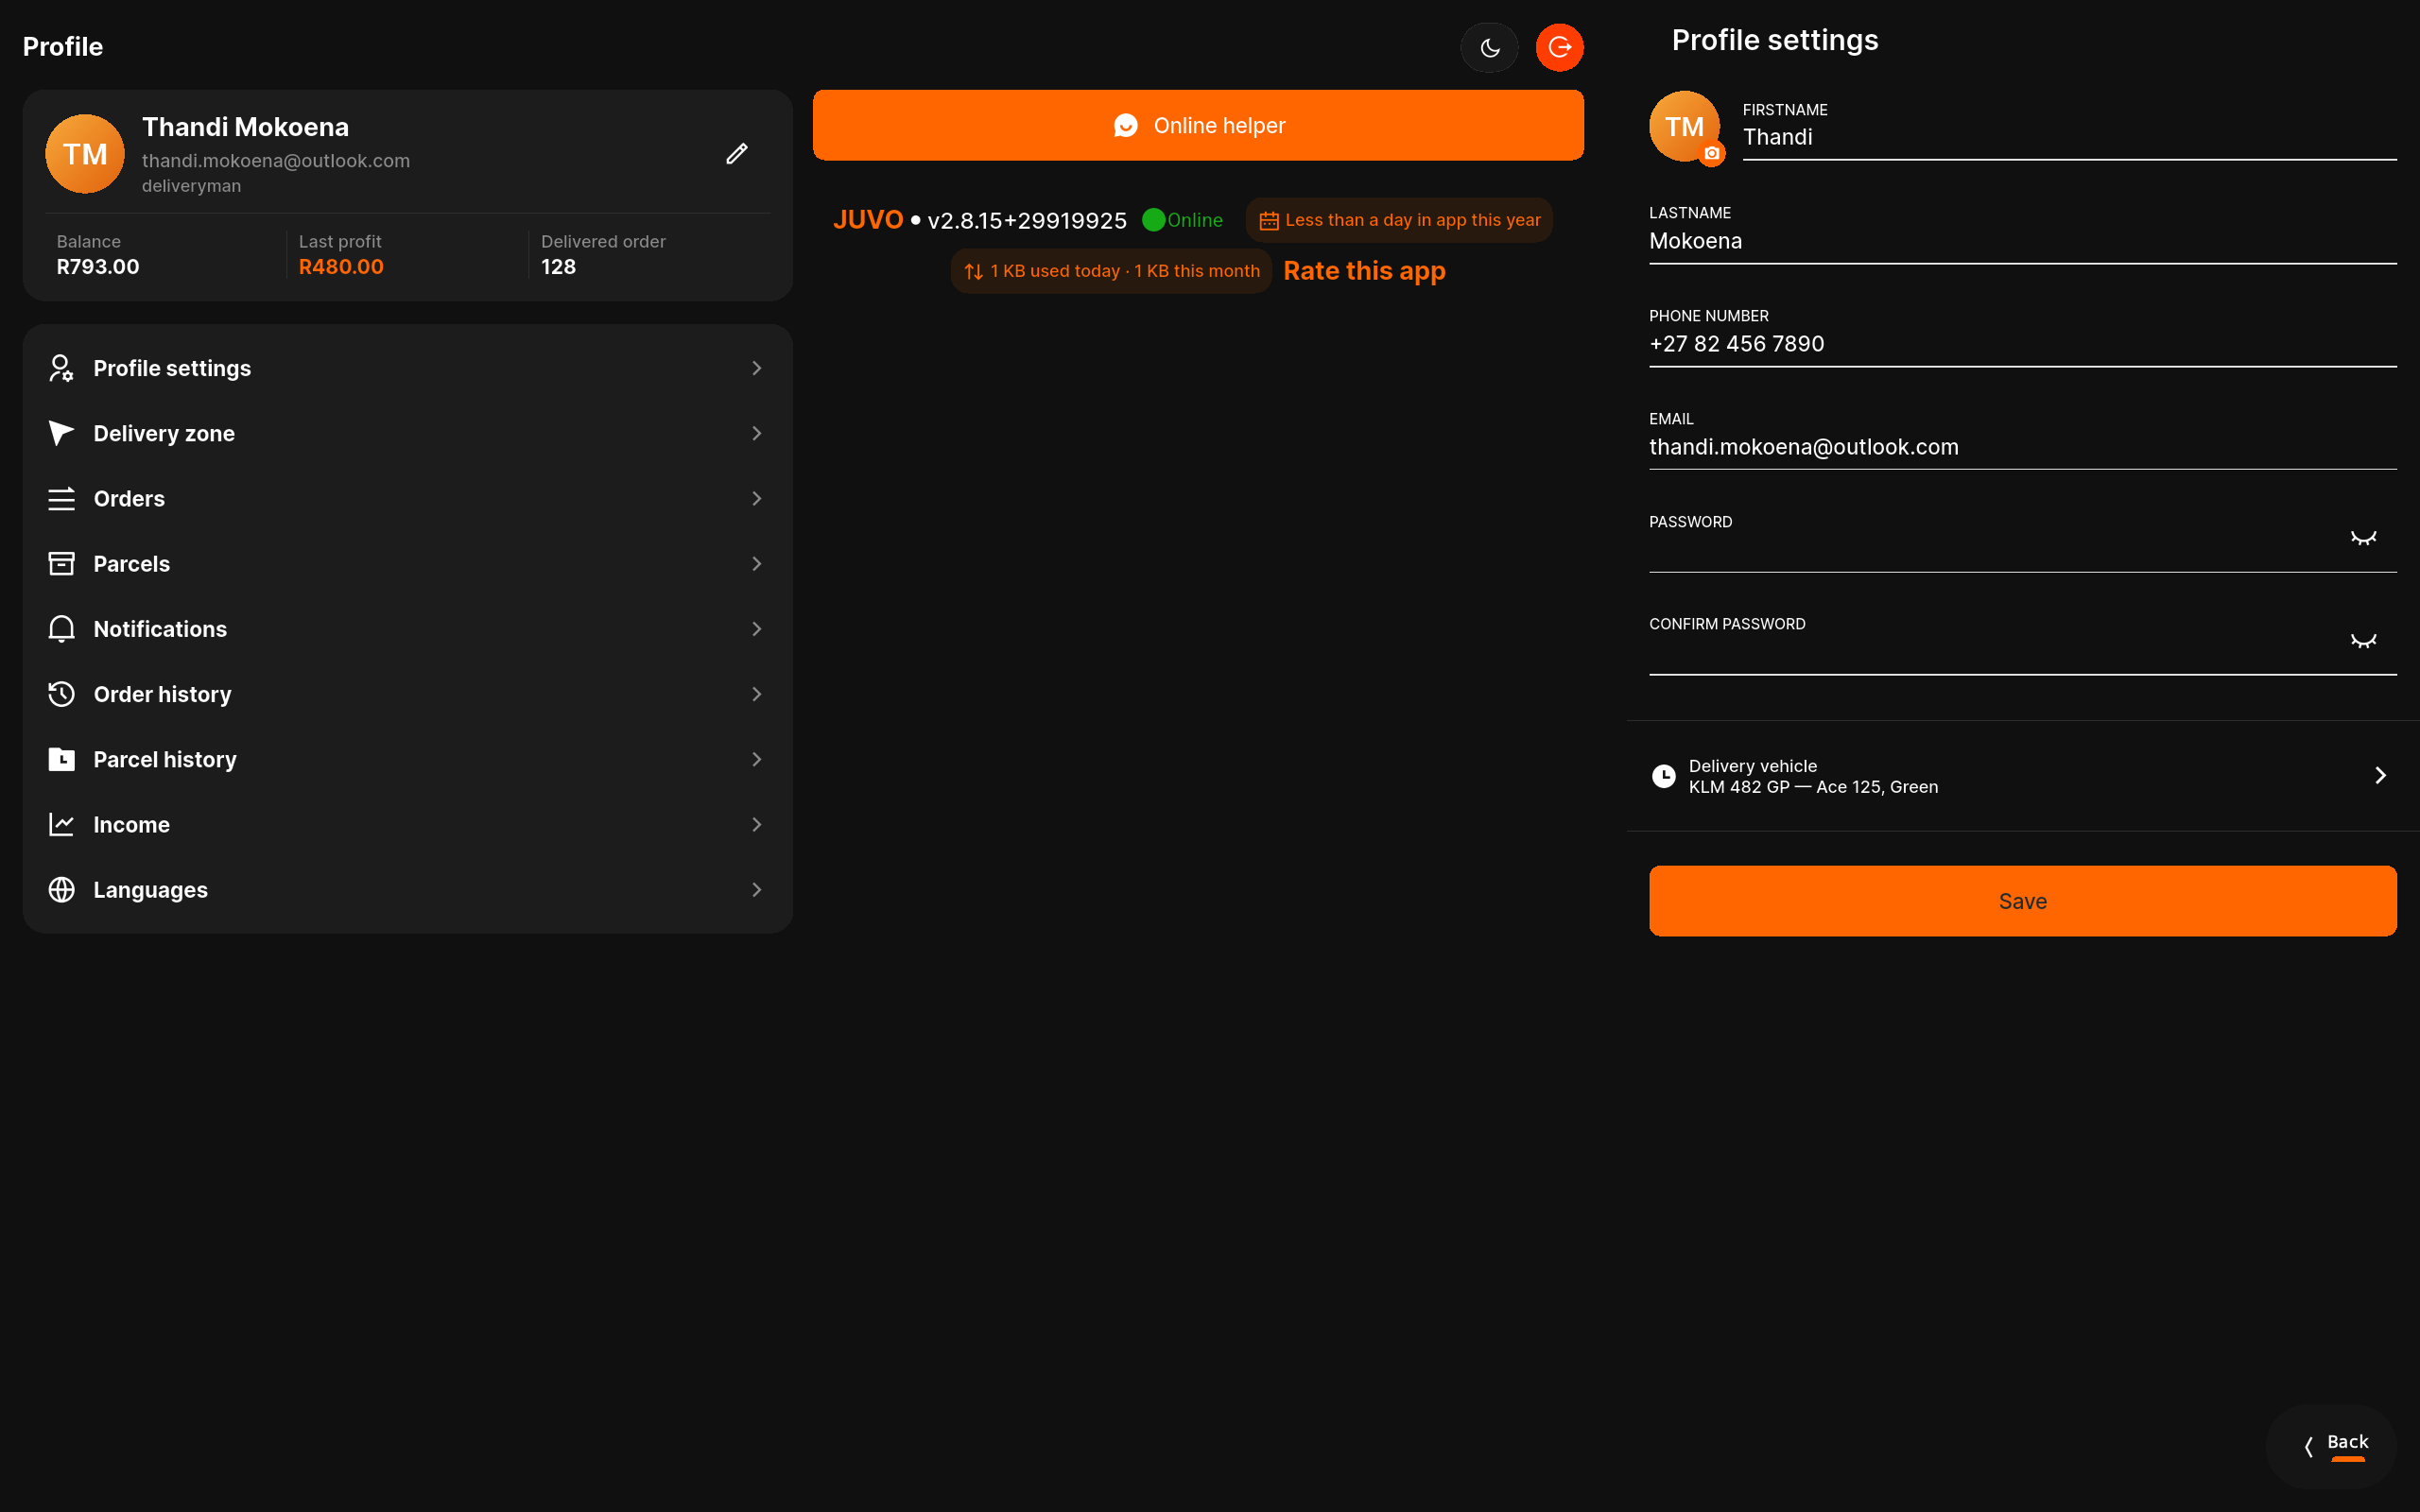 Profile
TM
Thandi Mokoena
thandi.mokoena@outlook.com
deliveryman
Balance
R793.00
Last profit
R480.00
Delivered order
128
Profile settings
Delivery zone
Orders
Parcels
Notifications
Order history
Parcel history
Income
Languages
Online helper
JUVO • v2.8.15+29919925 Online Less than a day in app this year
1 KB used today · 1 KB this month Rate this app
Profile settings
TM
FIRSTNAME
Thandi
LASTNAME
Mokoena
PHONE NUMBER
+27 82 456 7890
EMAIL
thandi.mokoena@outlook.com
PASSWORD
CONFIRM PASSWORD
Delivery vehicle
KLM 482 GP — Ace 125, Green
Save
Back